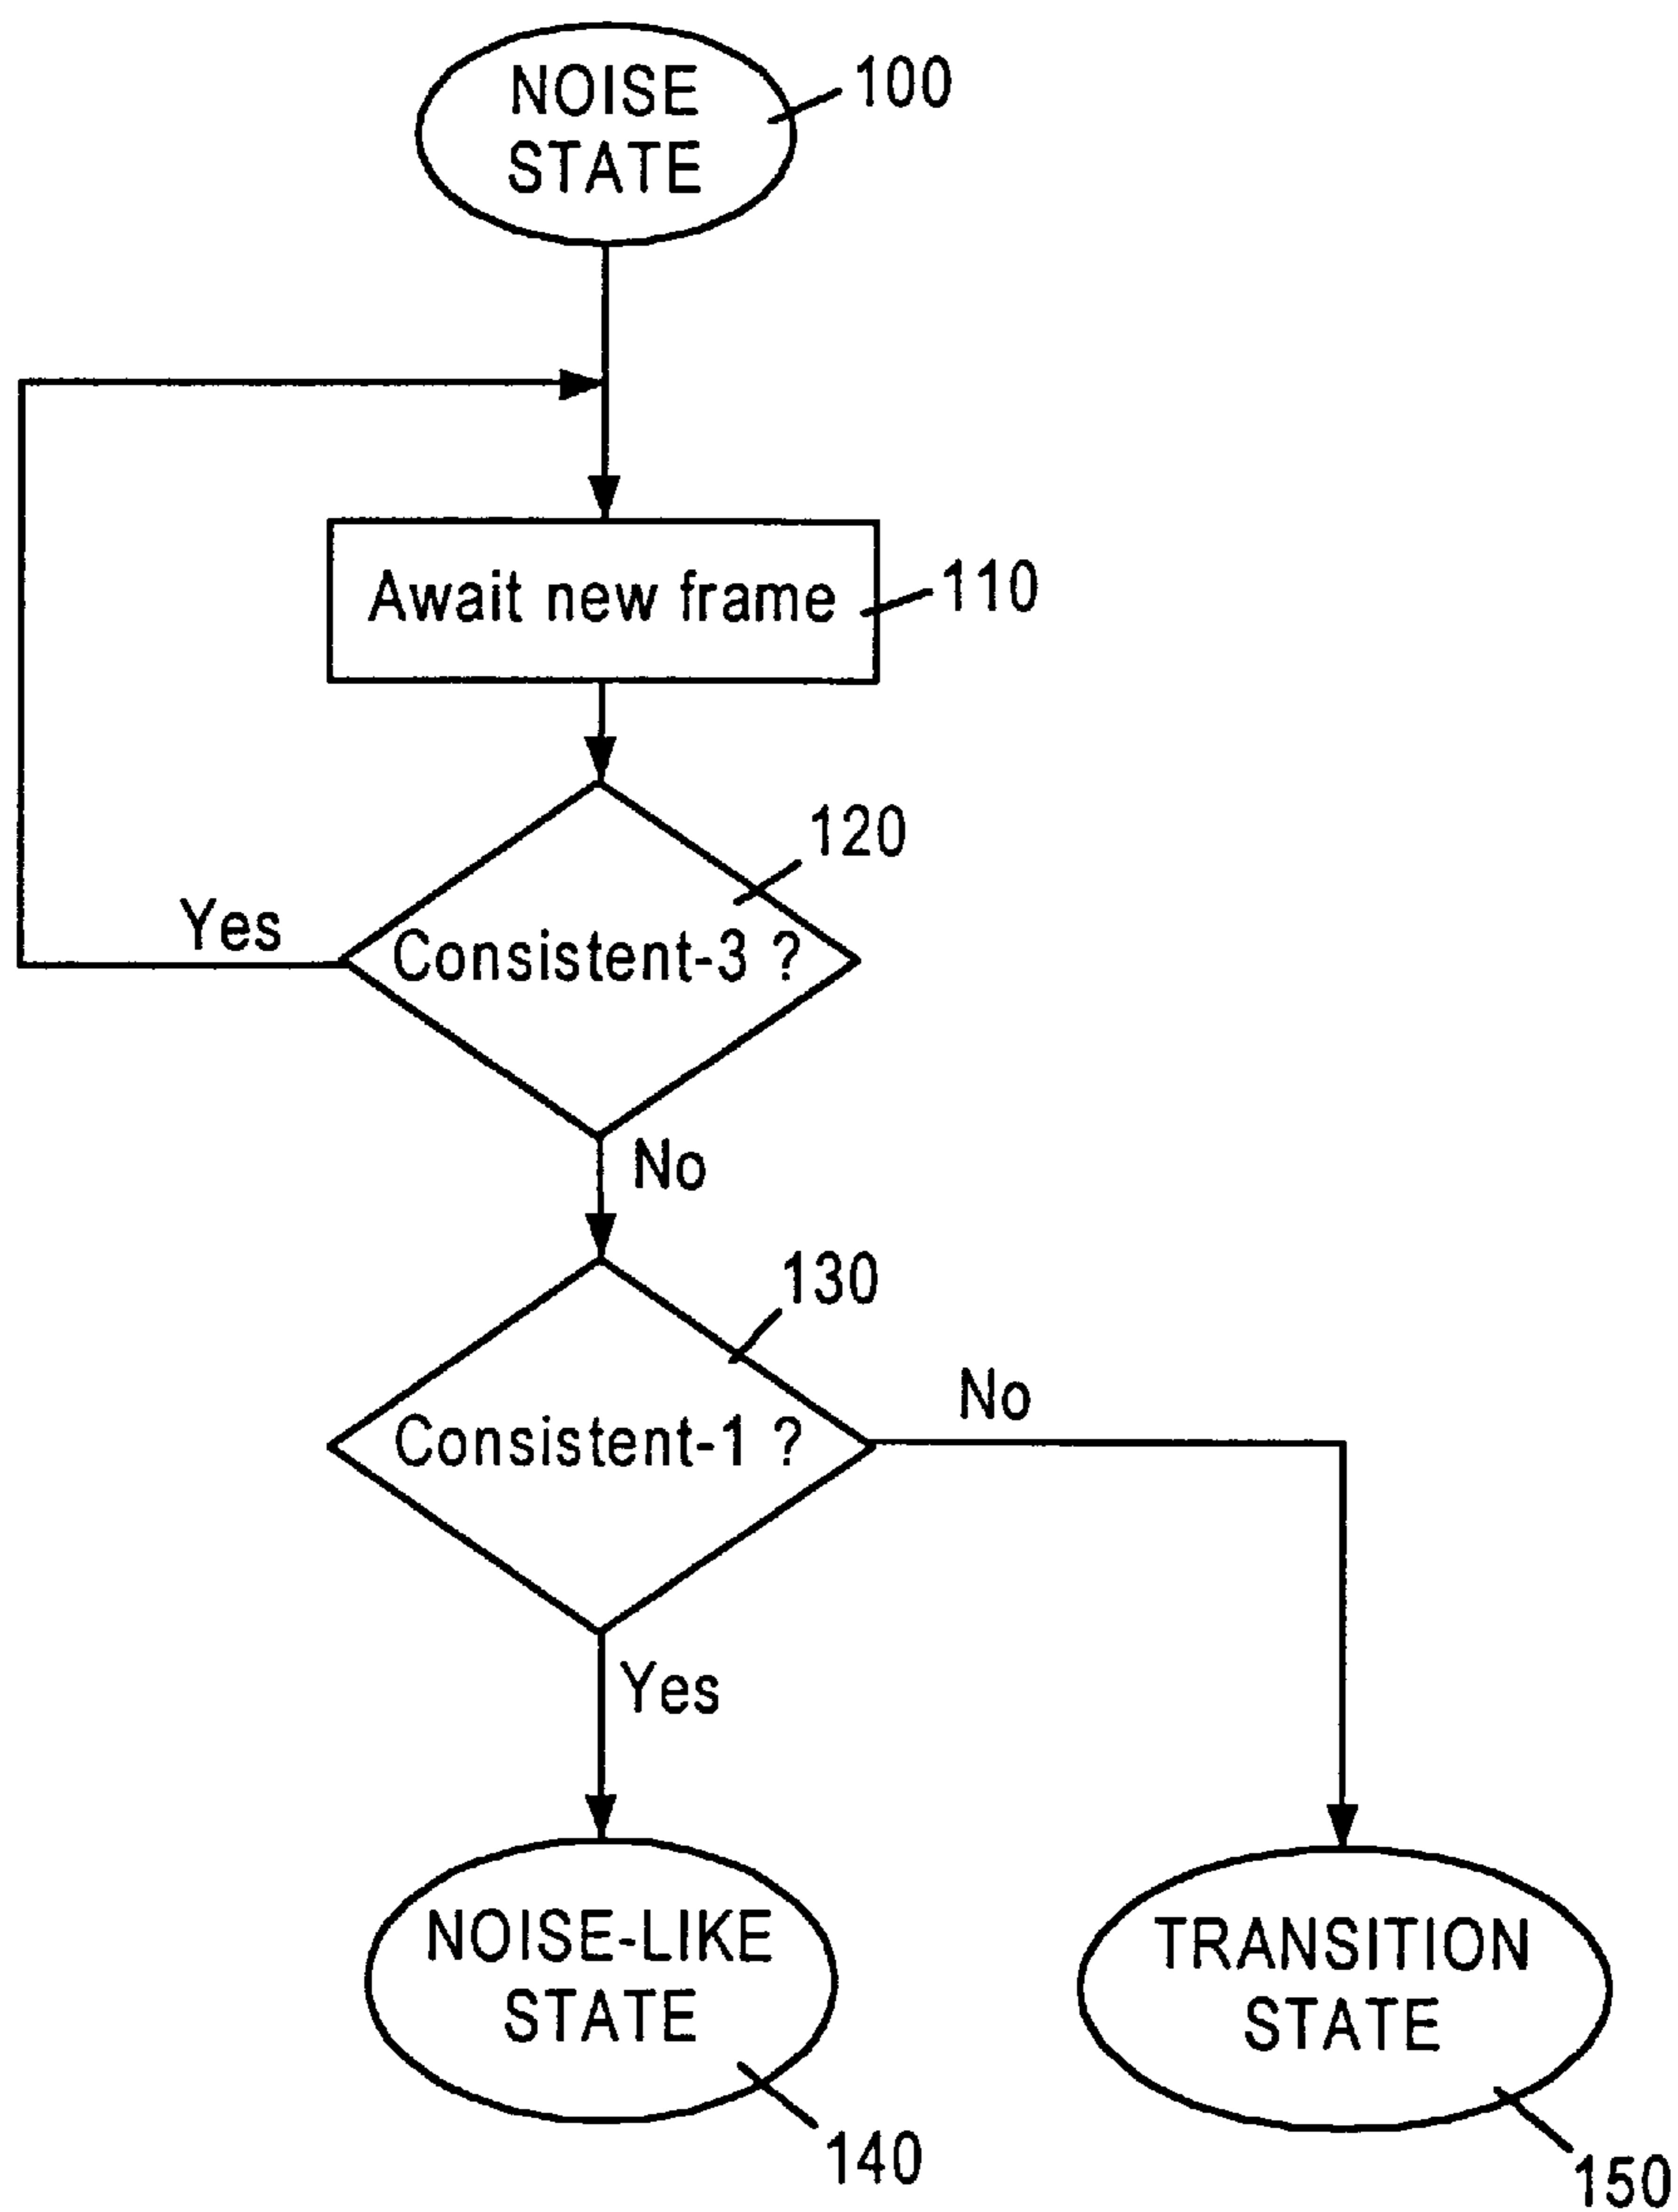 NOISE
STATE
100
Await new frame
110
120
Yes
Consistent-3 ?
No
130
Consistent-1 ?
No
Yes
NOISE-LIKE
STATE
140
TRANSITION
STATE
150